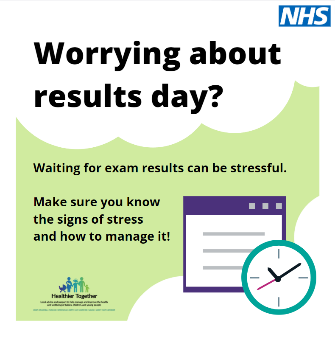 NHS
Worrying about
results day?
Waiting for exam results can be stressful.
Make sure you know
the signs of stress
and how to manage it!
Healthier Together